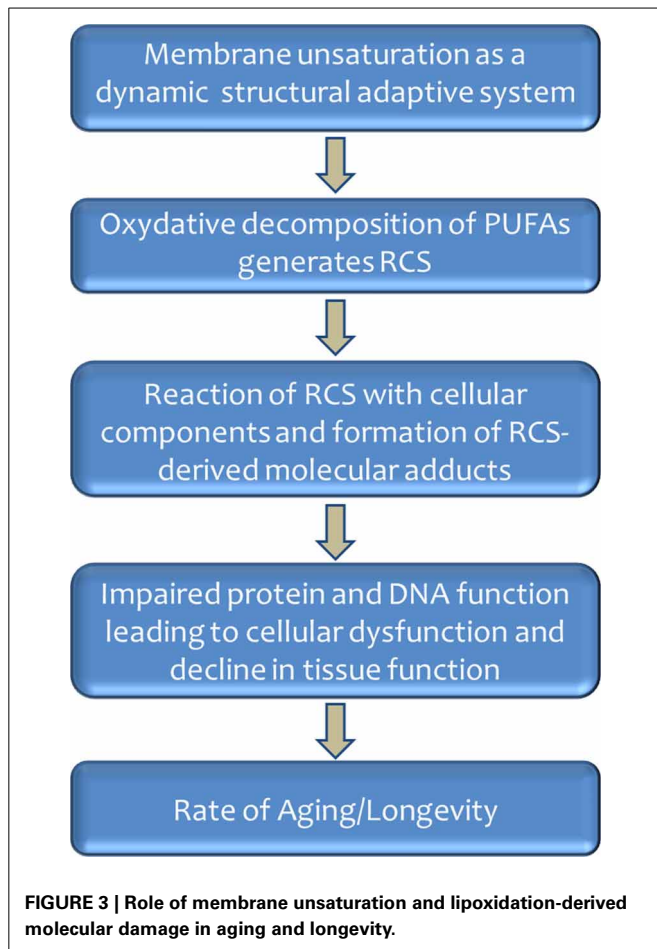 Membrane unsaturation as a
dynamic structural adaptive system
Oxydative decomposition of PUFAs
generates RCS
Reaction of RCS with cellular
components and formation of RCS-
derived molecular adducts
Impaired protein and DNA function
leading to cellular dysfunction and
decline in tissue function
Rate of Aging/Longevity
FIGURE 3 | Role of membrane unsaturation and lipoxidation-derived
molecular damage in aging and longevity.